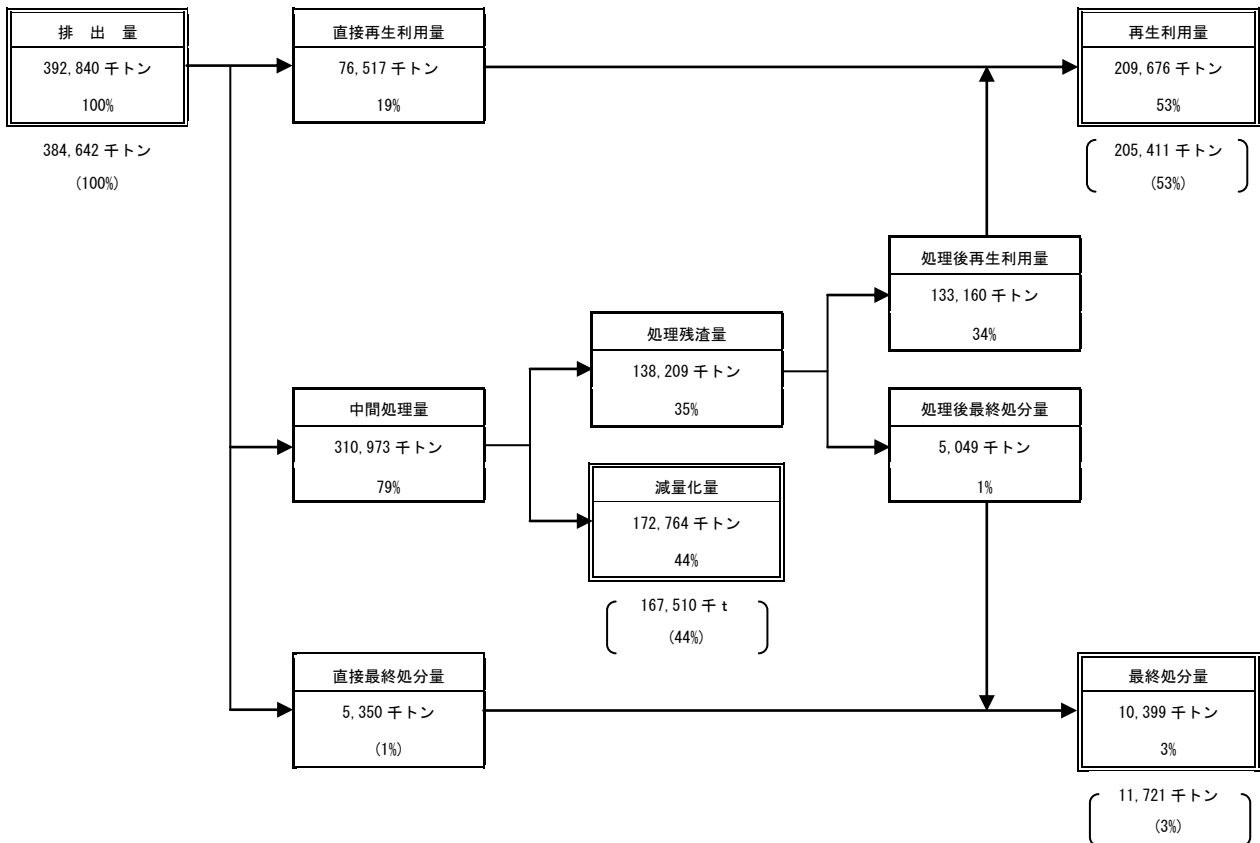 排　出　量
392,840 千トン
100%
384,642 千トン
(100%)
直接再生利用量
76,517 千トン
19%
再生利用量
209,676 千トン
53%
205,411 千トン
(53%)
処理後再生利用量
133,160 千トン
34%
処理残渣量
138,209 千トン
35%
中間処理量
310,973 千トン
79%
処理後最終処分量
5,049 千トン
1%
減量化量
172,764 千トン
44%
167,510 千 t
(44%)
直接最終処分量
5,350 千トン
(1%)
最終処分量
10,399 千トン
3%
11,721 千トン
(3%)